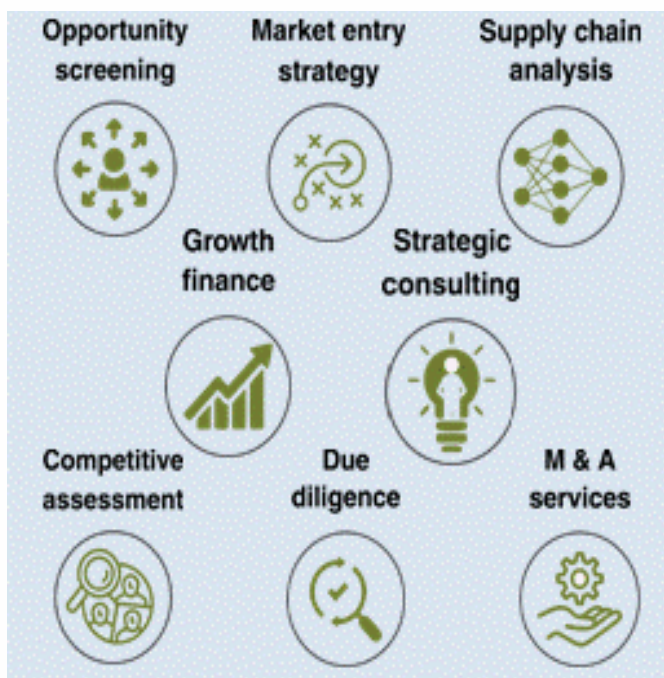 Opportunity
screening
Market entry
strategy
Supply chain
analysis
Growth
finance
Strategic
consulting
Competitive
assessment
Due
diligence
M & A
services